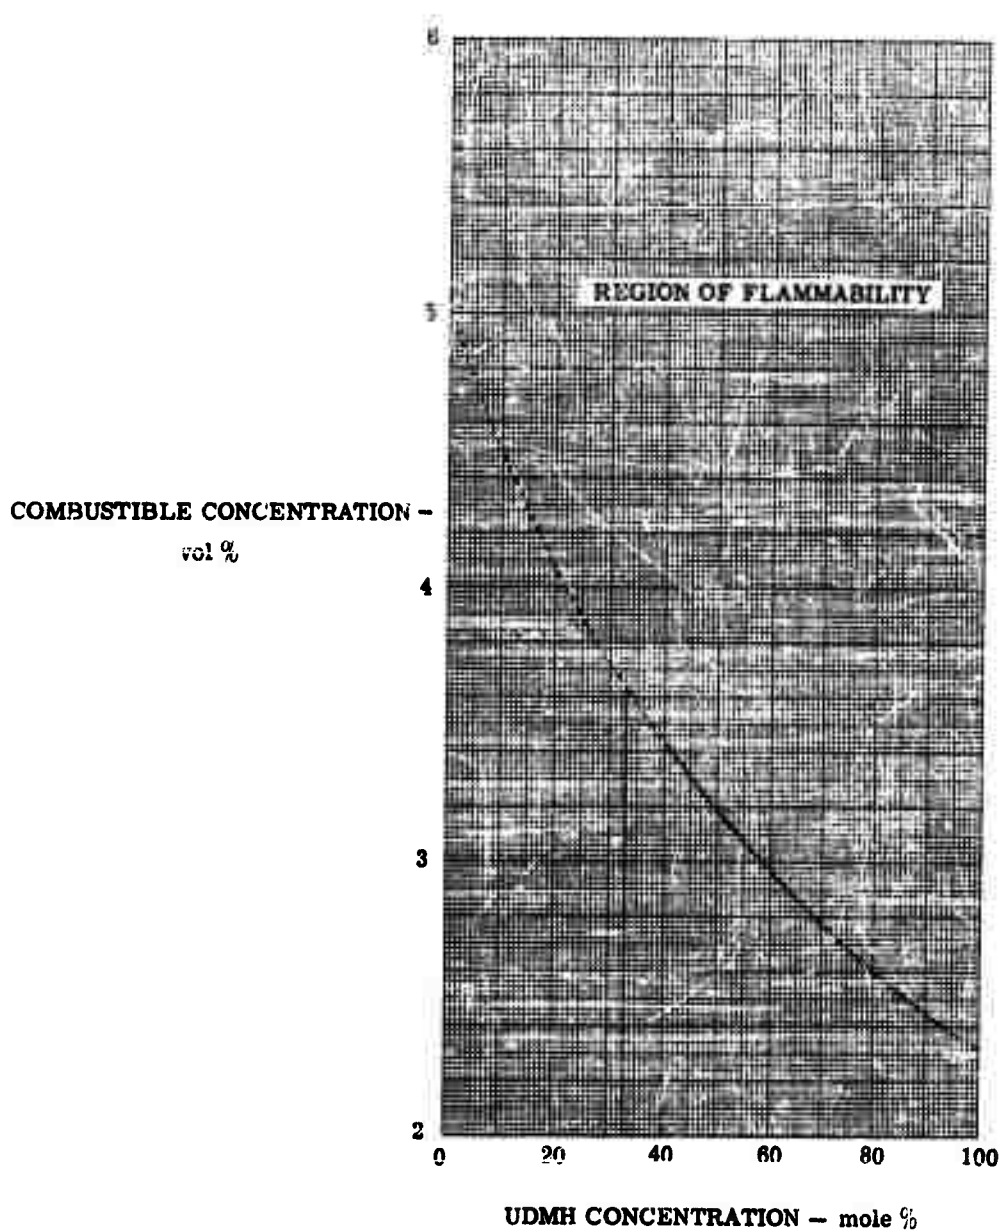 6
REGION OF FLAMMABILITY
5
COMBUSTIBLE CONCENTRATION –
vol %
4
3
2
0 20 40 60 80 100
UDMH CONCENTRATION – mole %